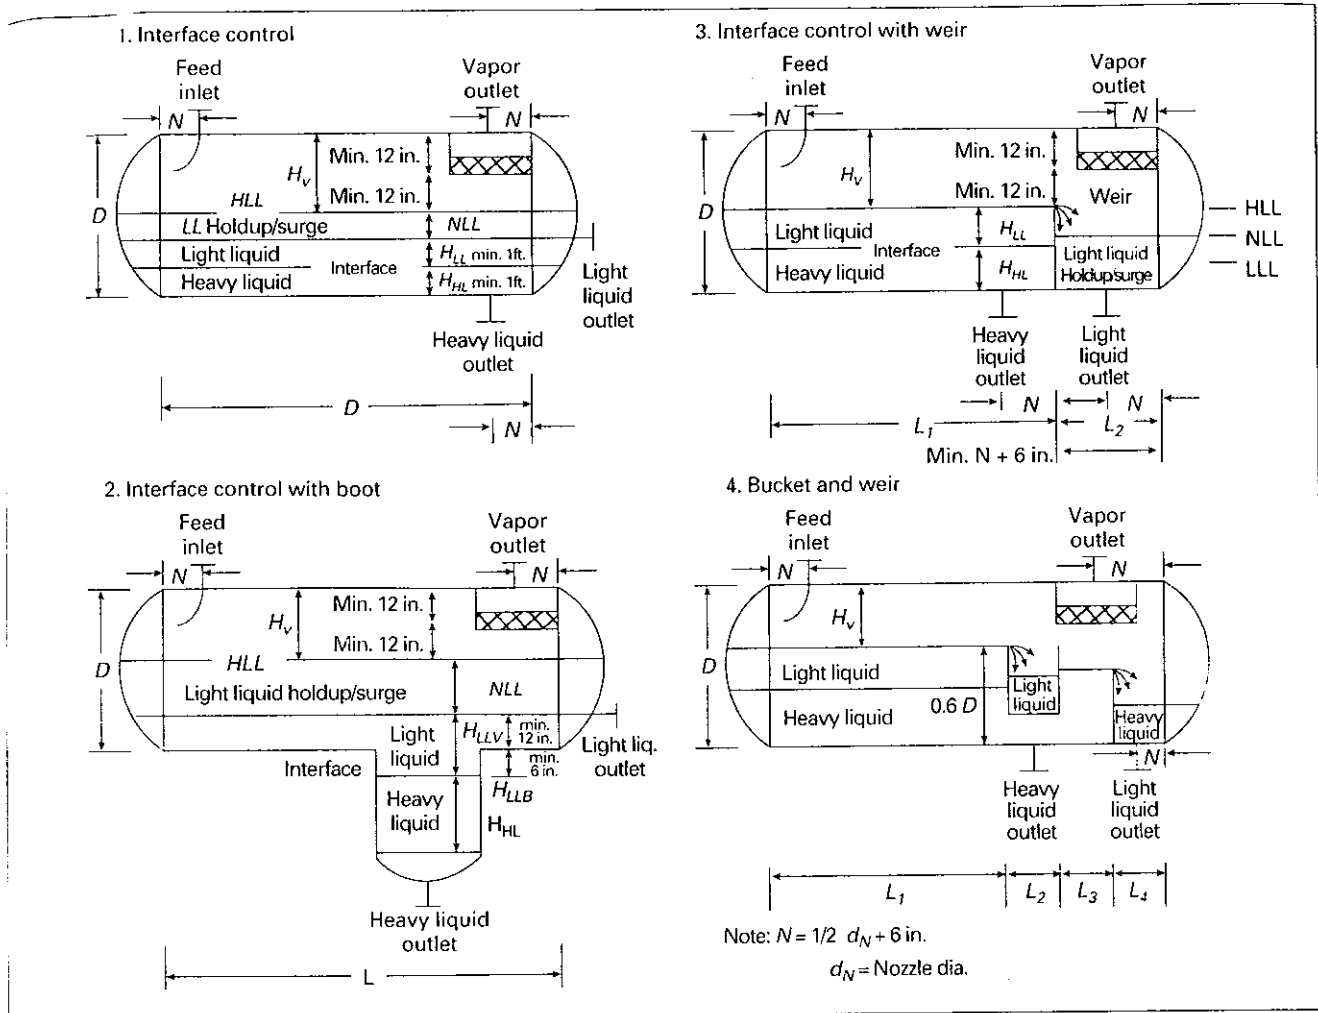 1. Interface control
Feed
inlet
Vapor
outlet
N
N
Min. 12 in.
Hv
Min. 12 in.
D
HLL
LL Holdup/surge
NLL
Light liquid
HLL min. 1ft.
Interface
Heavy liquid
HHL min. 1ft.
Light
liquid
outlet
Heavy liquid
outlet
D
N
3. Interface control with weir
Feed
inlet
Vapor
outlet
N
N
Min. 12 in.
Hv
Min. 12 in.
Weir
D
HLL
NLL
LLL
Light liquid
HLL
Interface
Heavy liquid
HHL
Light
liquid
Holdup/surge
Heavy
liquid
outlet
Light
liquid
outlet
N
N
L1
L2
Min. N + 6 in.
2. Interface control with boot
Feed
inlet
Vapor
outlet
N
N
Min. 12 in.
Hv
Min. 12 in.
D
HLL
Light liquid holdup/surge
NLL
Light
liquid
HLLV
min.
12 in.
Light liq.
outlet
Interface
min.
6 in.
HLLB
Heavy
liquid
HHL
Heavy liquid
outlet
L
4. Bucket and weir
Feed
inlet
Vapor
outlet
N
N
Hv
D
Light liquid
Heavy liquid
0.6 D
Light
liquid
Heavy
liquid
N
Heavy
liquid
outlet
Light
liquid
outlet
L1
L2
L3
L4
Note: N = 1/2 dN + 6 in.
dN = Nozzle dia.